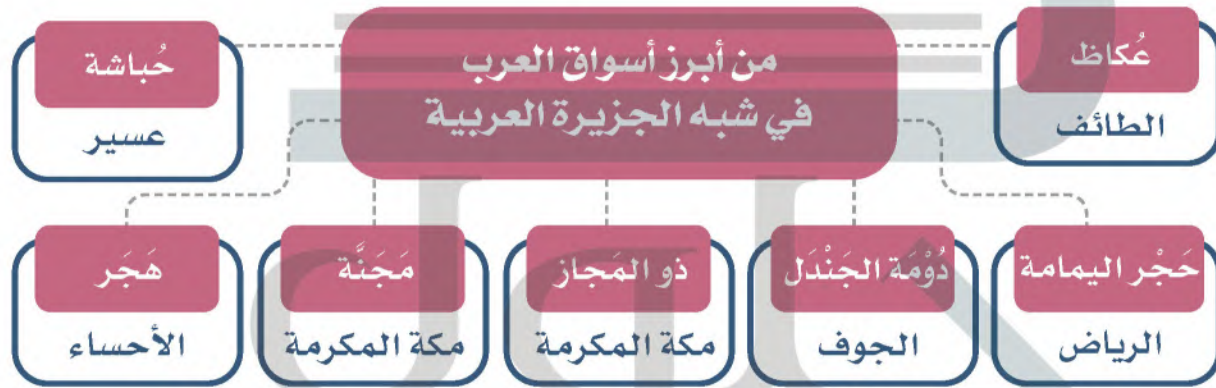 من أبرز أسواق العرب
في شبه الجزيرة العربية
عُكاظ
الطائف
حُباشة
عسير
حَجْر اليمامة
الرياض
دُوْمَة الجَنْدَل
الجوف
ذو المَجاز
مكة المكرمة
مَجَنَّة
مكة المكرمة
هَجَر
الأحساء